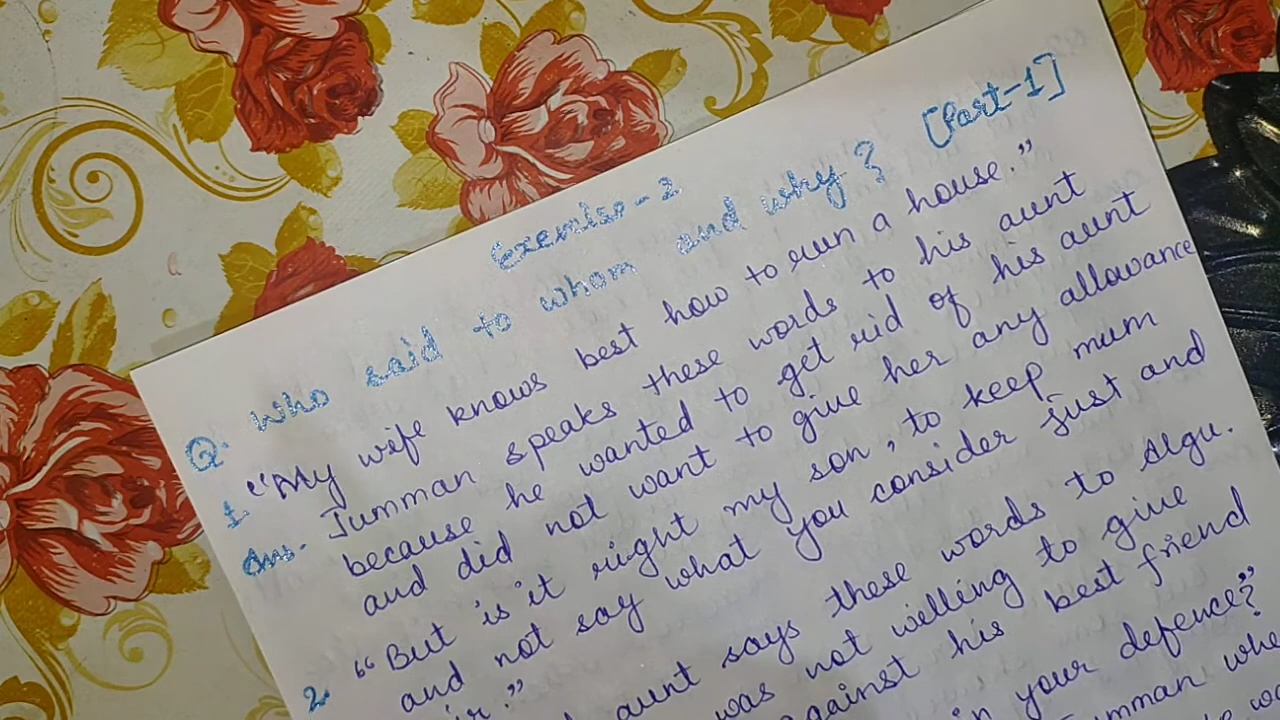 Exercise-2
Q. Who said to whom and why? [Part-1]
1. "My wife knows best how to run a house."
Ans. Jumman speaks these words to his aunt
because he wanted to get rid of his aunt
and did not want to give her any allowance
2. "But is it right my son, to keep mum
and not say what you consider just and
aunt says these words to Algu.
was not willing to give
against his best friend
in your defence?"